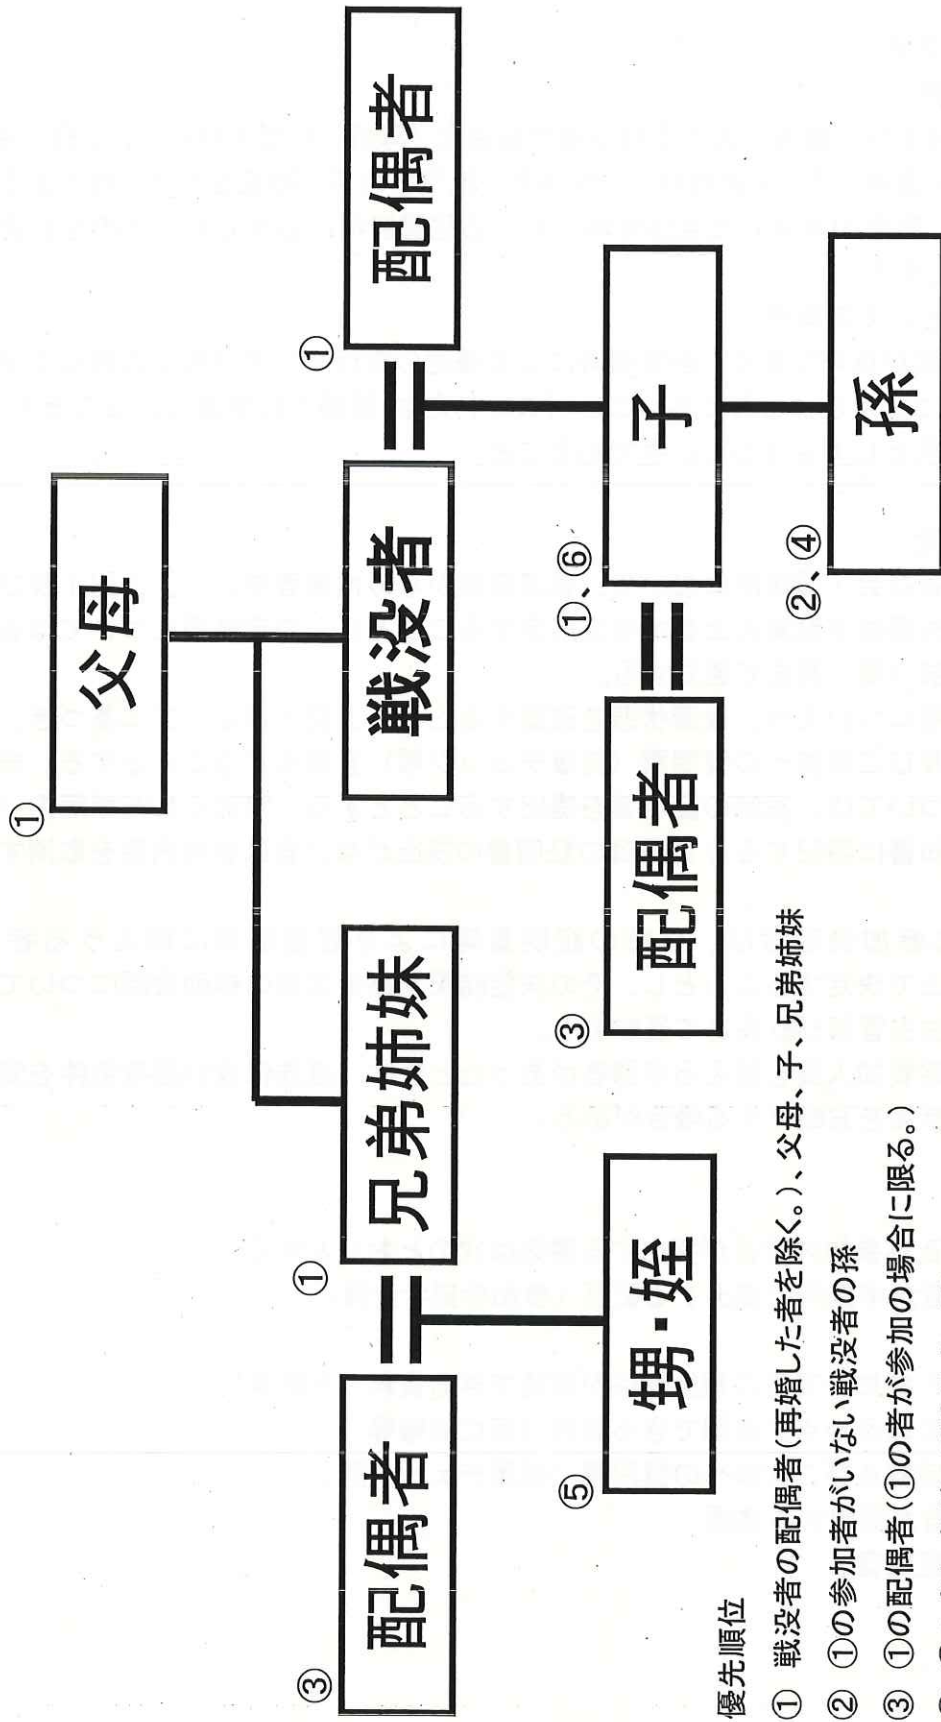 ① 父母
① 兄弟姉妹
戦没者
① 配偶者
③ 配偶者
⑤ 甥・姪
③ 配偶者
①、⑥ 子
②、④ 孫
優先順位
① 戦没者の配偶者(再婚した者を除く。)、父母、子、兄弟姉妹
② ①の参加者がいない戦没者の孫
③ ①の配偶者(①の者が参加の場合に限る。)